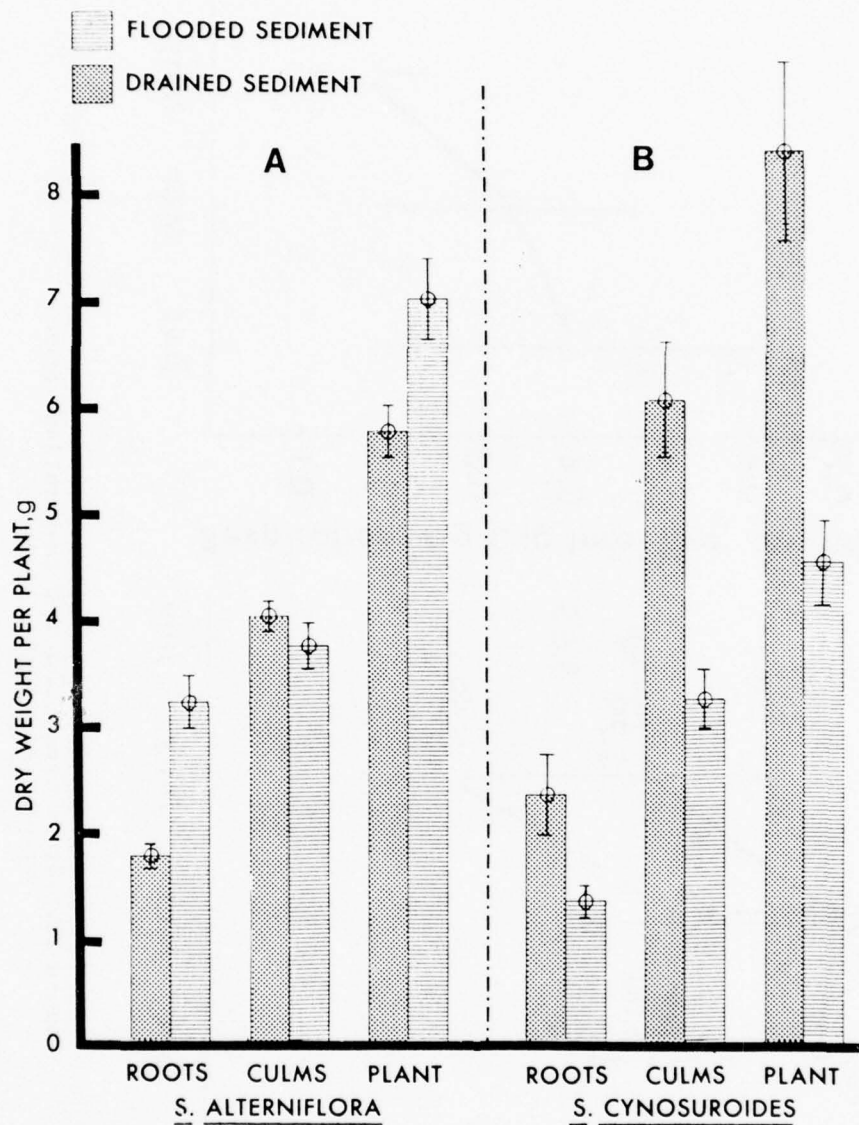 FLOODED SEDIMENT
DRAINED SEDIMENT
A
B
8
7
6
5
4
3
2
1
0
DRY WEIGHT PER PLANT, g
ROOTS CULMS PLANT ROOTS CULMS PLANT
S. ALTERNIFLORA S. CYNOSUROIDES